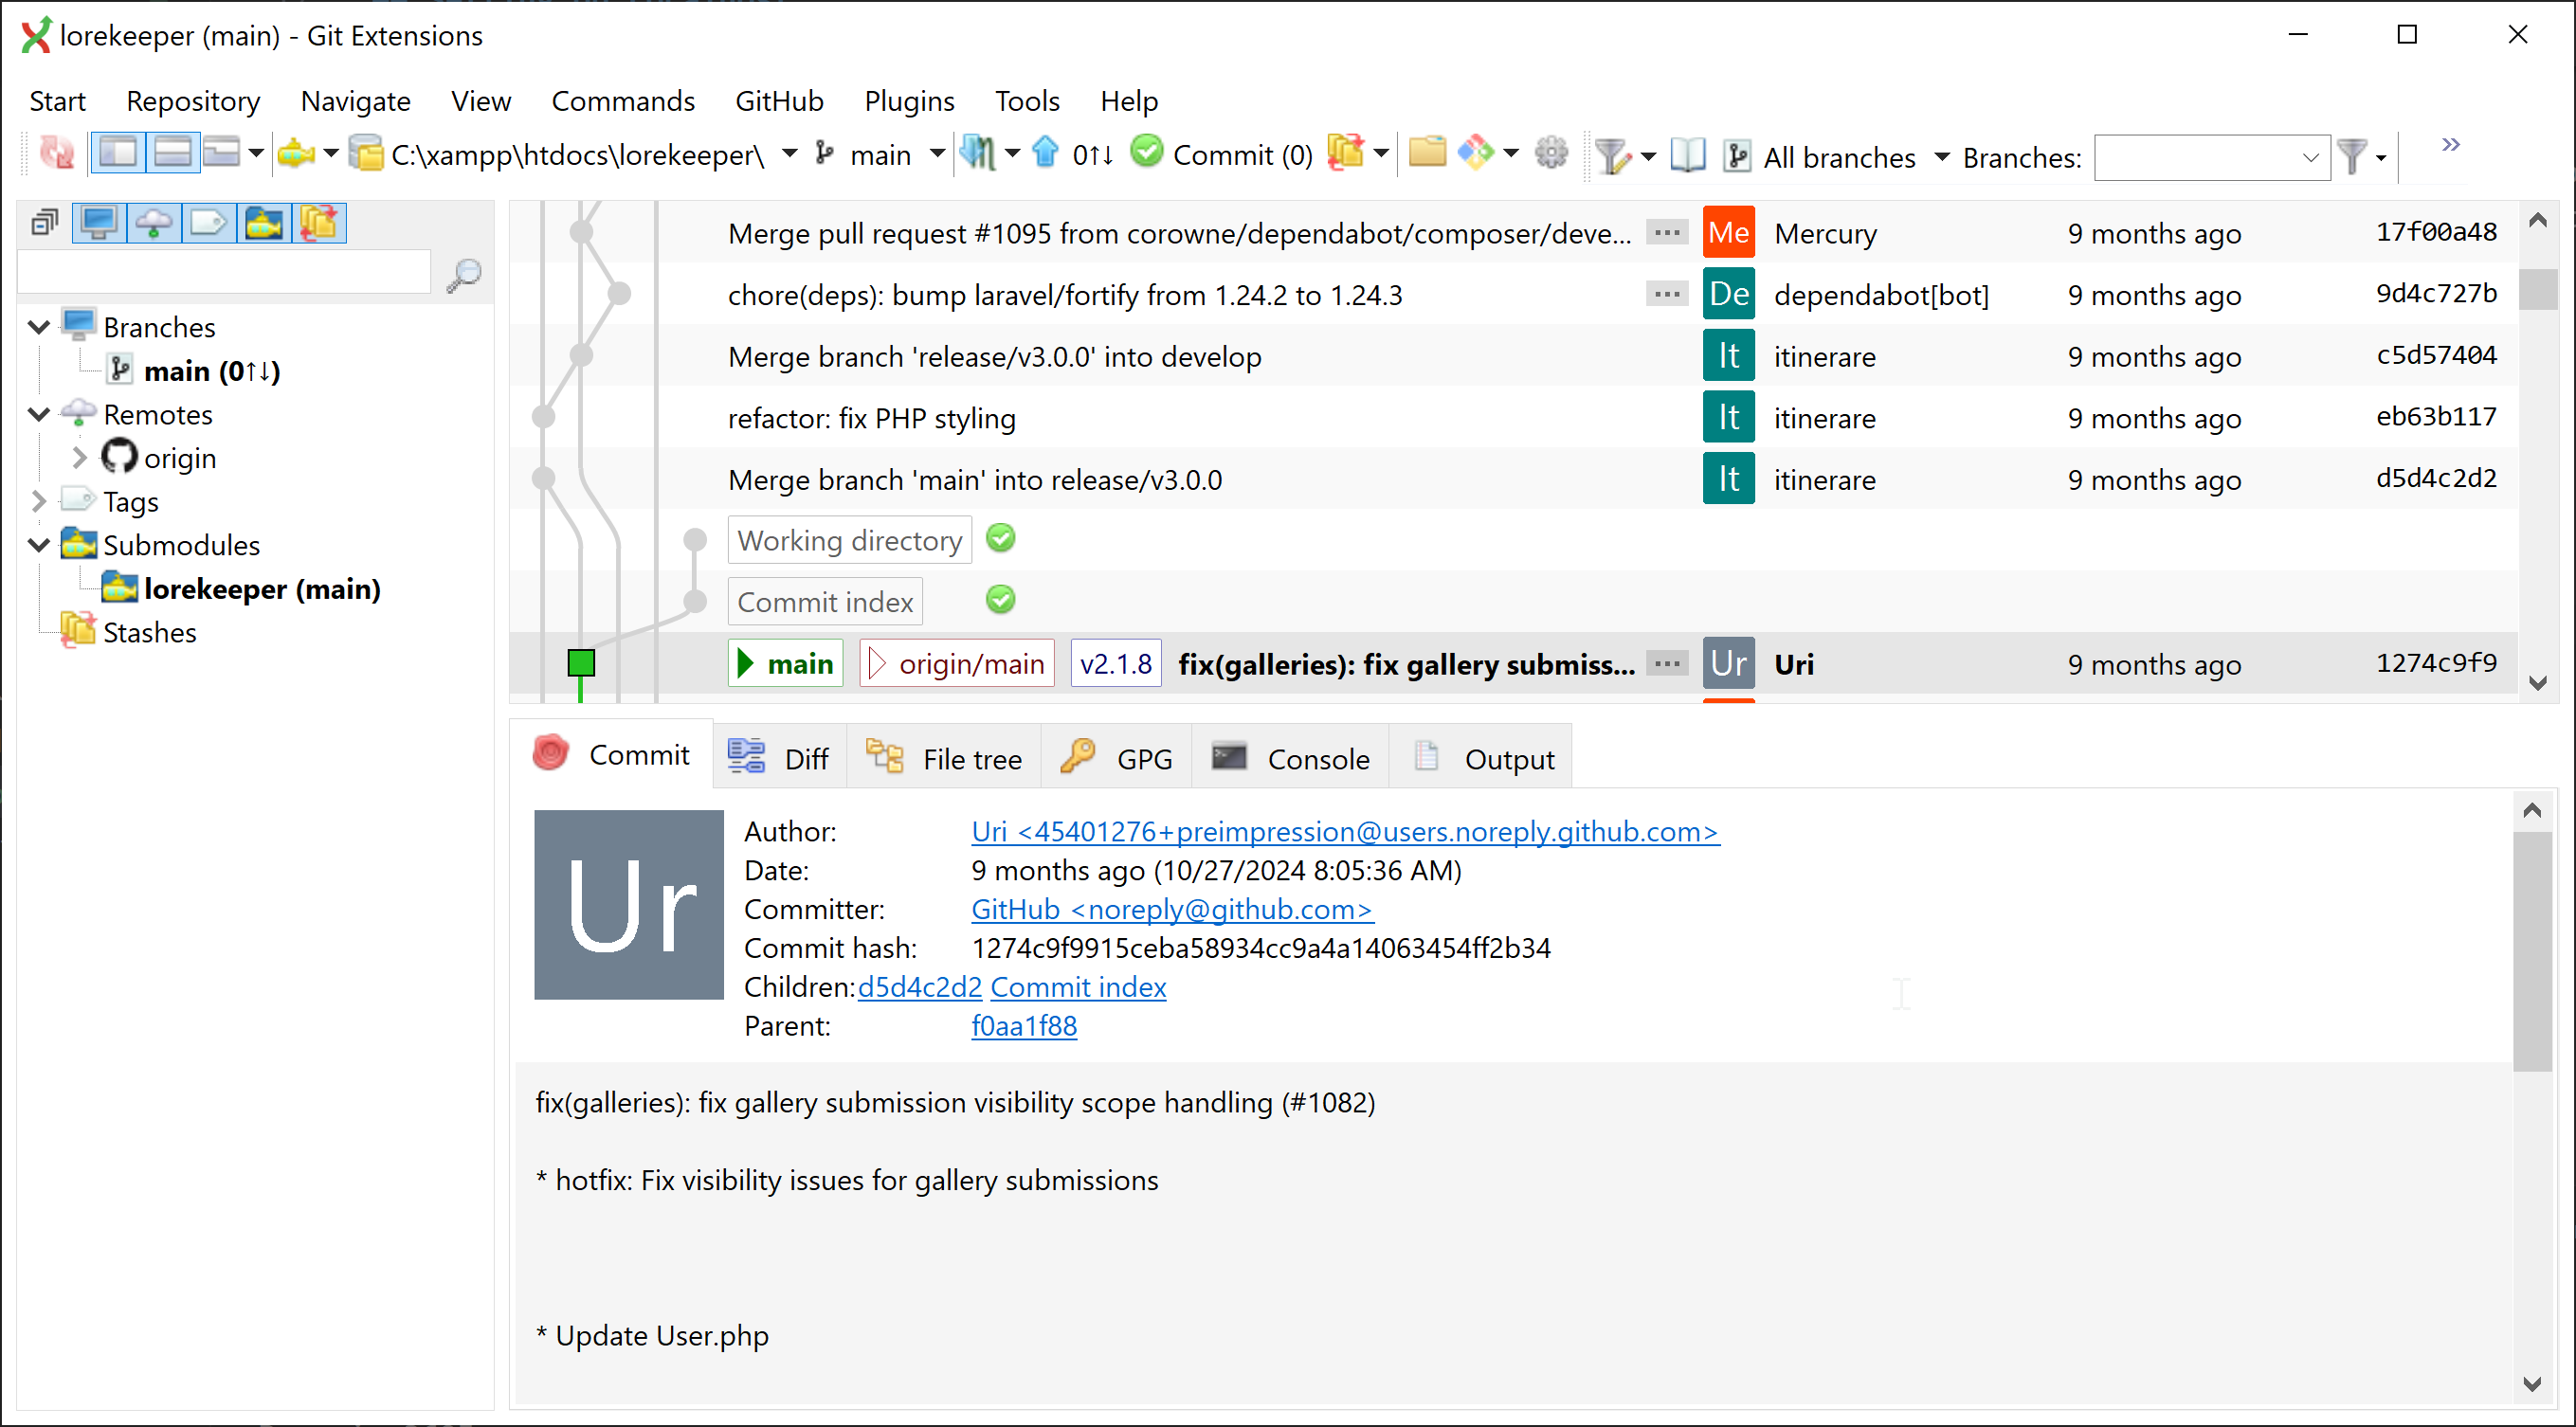 lorekeeper (main) - Git Extensions
Start Repository Navigate View Commands GitHub Plugins Tools Help
C:\xampp\htdocs\lorekeeper\ main 0↑↓ Commit (0) All branches Branches: »
Branches
main (0↑↓)
Remotes
origin
Tags
Submodules
lorekeeper (main)
Stashes
Merge pull request #1095 from corowne/dependabot/composer/deve... Me Mercury 9 months ago 17f00a48
chore(deps): bump laravel/fortify from 1.24.2 to 1.24.3 De dependabot[bot] 9 months ago 9d4c727b
Merge branch 'release/v3.0.0' into develop It itinerare 9 months ago c5d57404
refactor: fix PHP styling It itinerare 9 months ago eb63b117
Merge branch 'main' into release/v3.0.0 It itinerare 9 months ago d5d4c2d2
Working directory
Commit index
main origin/main v2.1.8 fix(galleries): fix gallery submiss... Ur Uri 9 months ago 1274c9f9
Commit Diff File tree GPG Console Output
Ur
Author: Uri <45401276+preimpression@users.noreply.github.com>
Date: 9 months ago (10/27/2024 8:05:36 AM)
Committer: GitHub <noreply@github.com>
Commit hash: 1274c9f9915ceba58934cc9a4a14063454ff2b34
Children: d5d4c2d2 Commit index
Parent: f0aa1f88
fix(galleries): fix gallery submission visibility scope handling (#1082)
* hotfix: Fix visibility issues for gallery submissions
* Update User.php